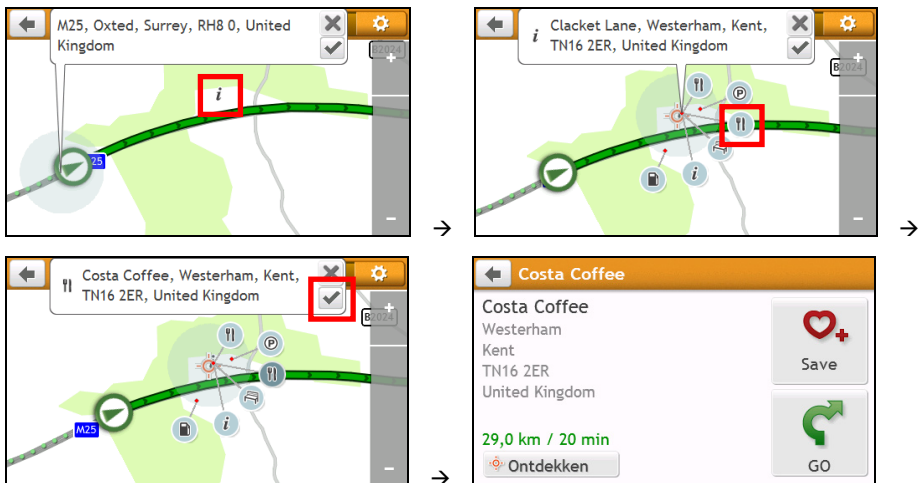 M25, Oxted, Surrey, RH8 0, United
Kingdom
B2024
+
i
25
-
→
i Clacket Lane, Westerham, Kent,
TN16 2ER, United Kingdom
B2024
+
P
i
-
→
Costa Coffee, Westerham, Kent,
TN16 2ER, United Kingdom
B2024
+
P
M25
i
-
→
Costa Coffee
Costa Coffee
Westerham
Kent
TN16 2ER
United Kingdom
29,0 km / 20 min
Ontdekken
Save
GO